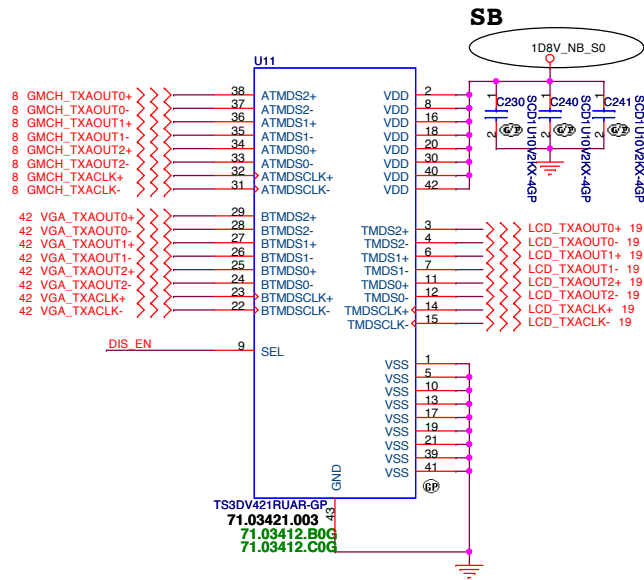 SB
1D8V_NB_S0
U11
8 GMCH_TXAOUT0+ 38 ATMDS2+ VDD 2
8 GMCH_TXAOUT0- 37 ATMDS2- VDD 8
8 GMCH_TXAOUT1+ 36 ATMDS1+ VDD 16
8 GMCH_TXAOUT1- 35 ATMDS1- VDD 18
8 GMCH_TXAOUT2+ 34 ATMDS0+ VDD 20
8 GMCH_TXAOUT2- 33 ATMDS0- VDD 30
8 GMCH_TXACLK+ 32 ATMDSCLK+ VDD 40
8 GMCH_TXACLK- 31 ATMDSCLK- VDD 42
1 C230 2 SCD1U10V2KX-4GP
1 C240 2 SCD1U10V2KX-4GP
1 C241 2 SCD1U10V2KX-4GP
G/P G/P
42 VGA_TXAOUT0+ 29 BTMDS2+
42 VGA_TXAOUT0- 28 BTMDS2- TMDS2+ 3 LCD_TXAOUT0+ 19
42 VGA_TXAOUT1+ 27 BTMDS1+ TMDS2- 4 LCD_TXAOUT0- 19
42 VGA_TXAOUT1- 26 BTMDS1- TMDS1+ 6 LCD_TXAOUT1+ 19
42 VGA_TXAOUT2+ 25 BTMDS0+ TMDS1- 7 LCD_TXAOUT1- 19
42 VGA_TXAOUT2- 24 BTMDS0- TMDS0+ 11 LCD_TXAOUT2+ 19
42 VGA_TXACLK+ 23 BTMDSCLK+ TMDS0- 12 LCD_TXAOUT2- 19
42 VGA_TXACLK- 22 BTMDSCLK- TMDSCLK+ 14 LCD_TXACLK+ 19
TMDSCLK- 15 LCD_TXACLK- 19
DIS_EN 9 SEL
VSS 1
VSS 5
VSS 10
VSS 13
VSS 17
VSS 19
VSS 21
VSS 39
VSS 41
GND 43
GP
TS3DV421RUAR-GP
71.03421.003
71.03412.B0G
71.03412.C0G